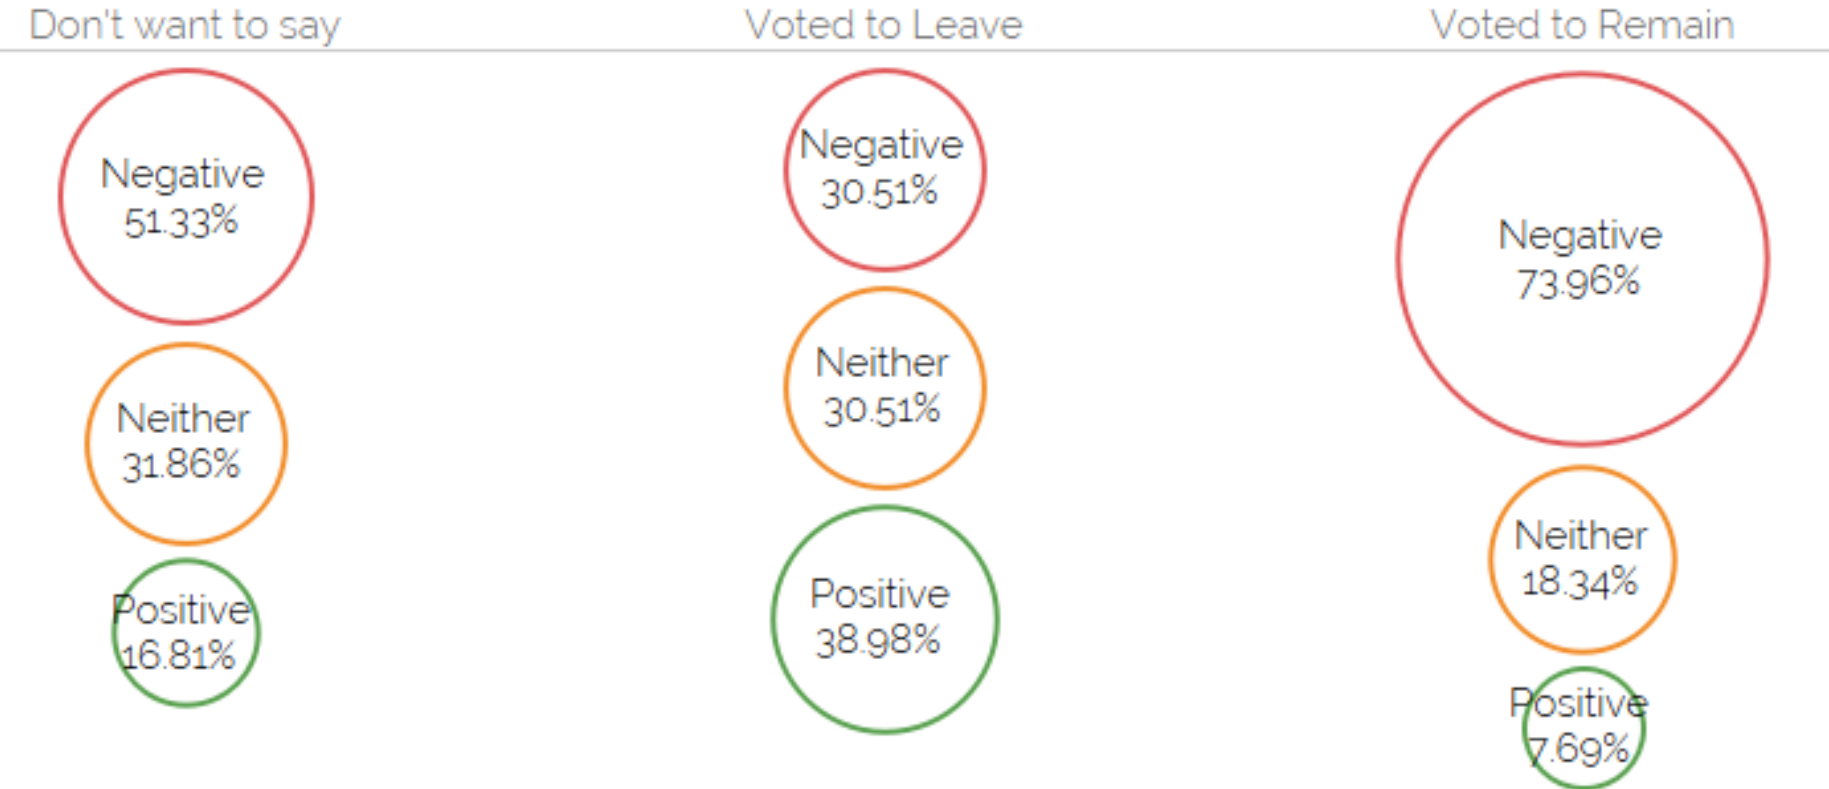 Don't want to say
Voted to Leave
Voted to Remain
Negative
51.33%
Neither
31.86%
Positive
16.81%
Negative
30.51%
Neither
30.51%
Positive
38.98%
Negative
73.96%
Neither
18.34%
Positive
7.69%